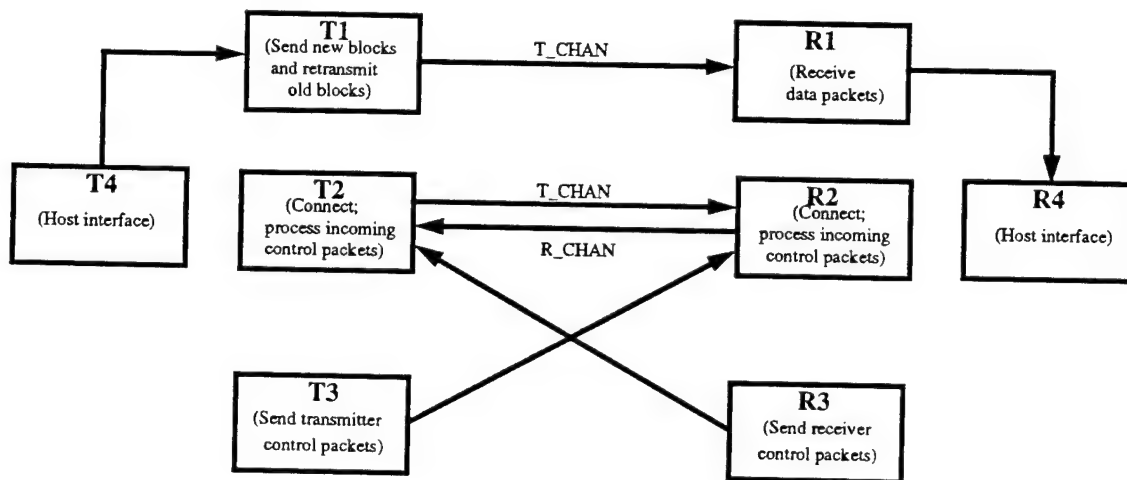 T1
(Send new blocks
and retransmit
old blocks)
T_CHAN
R1
(Receive
data packets)
T4
(Host interface)
T2
(Connect;
process incoming
control packets)
T_CHAN
R_CHAN
R2
(Connect;
process incoming
control packets)
R4
(Host interface)
T3
(Send transmitter
control packets)
R3
(Send receiver
control packets)